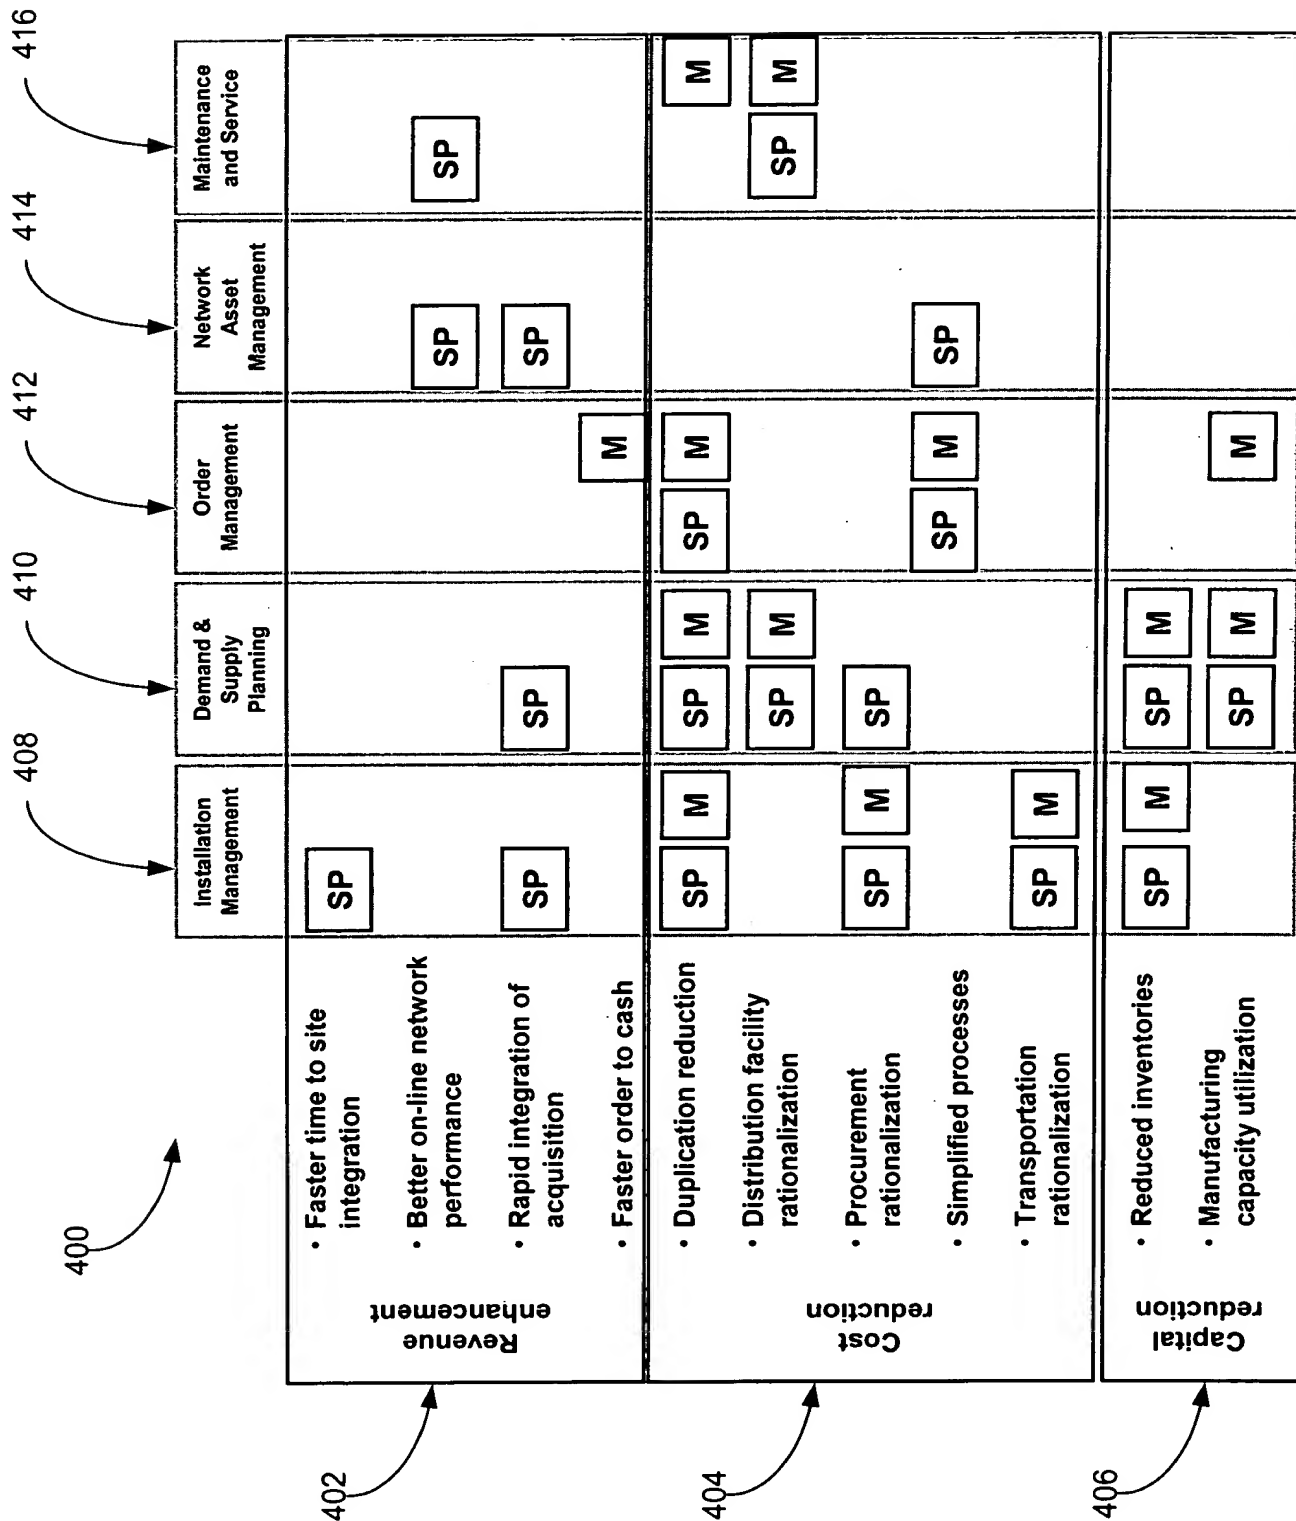 400
408
410
412
414
416
Installation
Management
Demand &
Supply
Planning
Order
Management
Network
Asset
Management
Maintenance
and Service
402
Revenue
enhancement
• Faster time to site
integration
SP
• Better on-line network
performance
SP
SP
• Rapid integration of
acquisition
SP
SP
SP
• Faster order to cash
M
404
Cost
reduction
• Duplication reduction
SP
M
SP
M
SP
M
M
• Distribution facility
rationalization
SP
M
SP
M
• Procurement
rationalization
SP
M
SP
• Simplified processes
SP
M
SP
• Transportation
rationalization
SP
M
406
Capital
reduction
• Reduced inventories
SP
M
SP
M
• Manufacturing
capacity utilization
SP
M
M